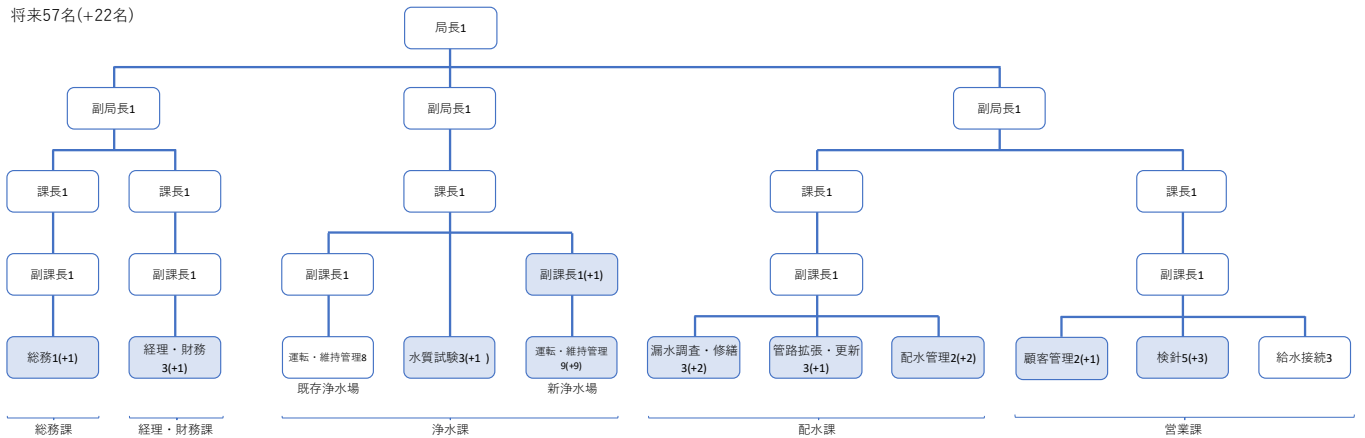 将来57名(+22名)
局長1
副局長1
副局長1
副局長1
課長1
課長1
課長1
課長1
課長1
副課長1
副課長1
副課長1
副課長1(+1)
副課長1
副課長1
総務1(+1)
経理・財務
3(+1)
運転・維持管理8
水質試験3(+1 )
運転・維持管理
9(+9)
漏水調査・修繕
3(+2)
管路拡張・更新
3(+1)
配水管理2(+2)
顧客管理2(+1)
検針5(+3)
給水接続3
既存浄水場
新浄水場
総務課
経理・財務課
浄水課
配水課
営業課